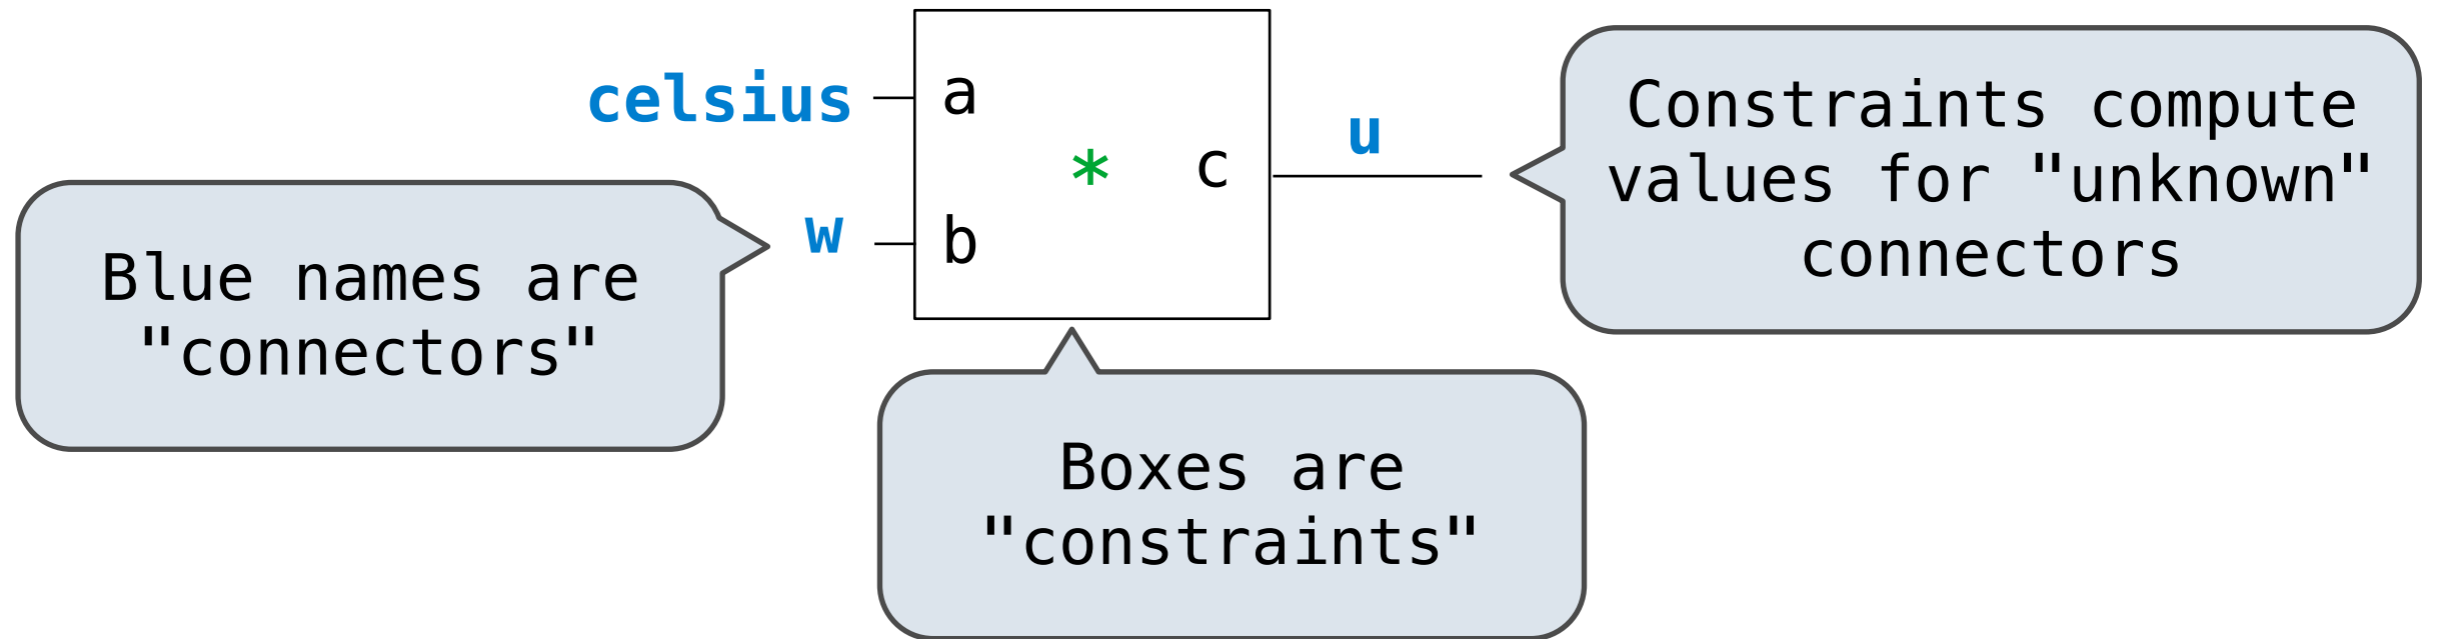 celsius
a
*
c
u
w
b
Blue names are
"connectors"
Constraints compute
values for "unknown"
connectors
Boxes are
"constraints"